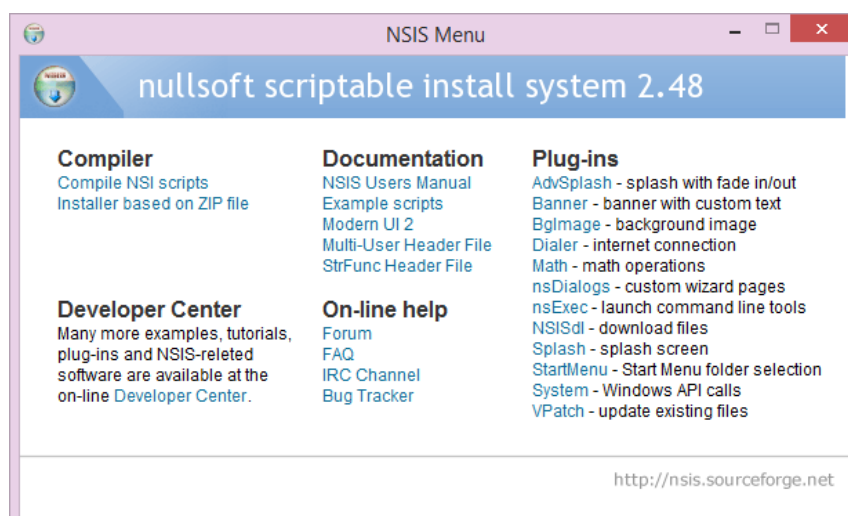 NSIS Menu
nullsoft scriptable install system 2.48
Compiler
Compile NSI scripts
Installer based on ZIP file
Documentation
NSIS Users Manual
Example scripts
Modern UI 2
Multi-User Header File
StrFunc Header File
Plug-ins
AdvSplash - splash with fade in/out
Banner - banner with custom text
BgImage - background image
Dialer - internet connection
Math - math operations
nsDialogs - custom wizard pages
nsExec - launch command line tools
NSISdl - download files
Splash - splash screen
StartMenu - Start Menu folder selection
System - Windows API calls
VPatch - update existing files
Developer Center
Many more examples, tutorials,
plug-ins and NSIS-releted
software are available at the
on-line Developer Center.
On-line help
Forum
FAQ
IRC Channel
Bug Tracker
http://nsis.sourceforge.net